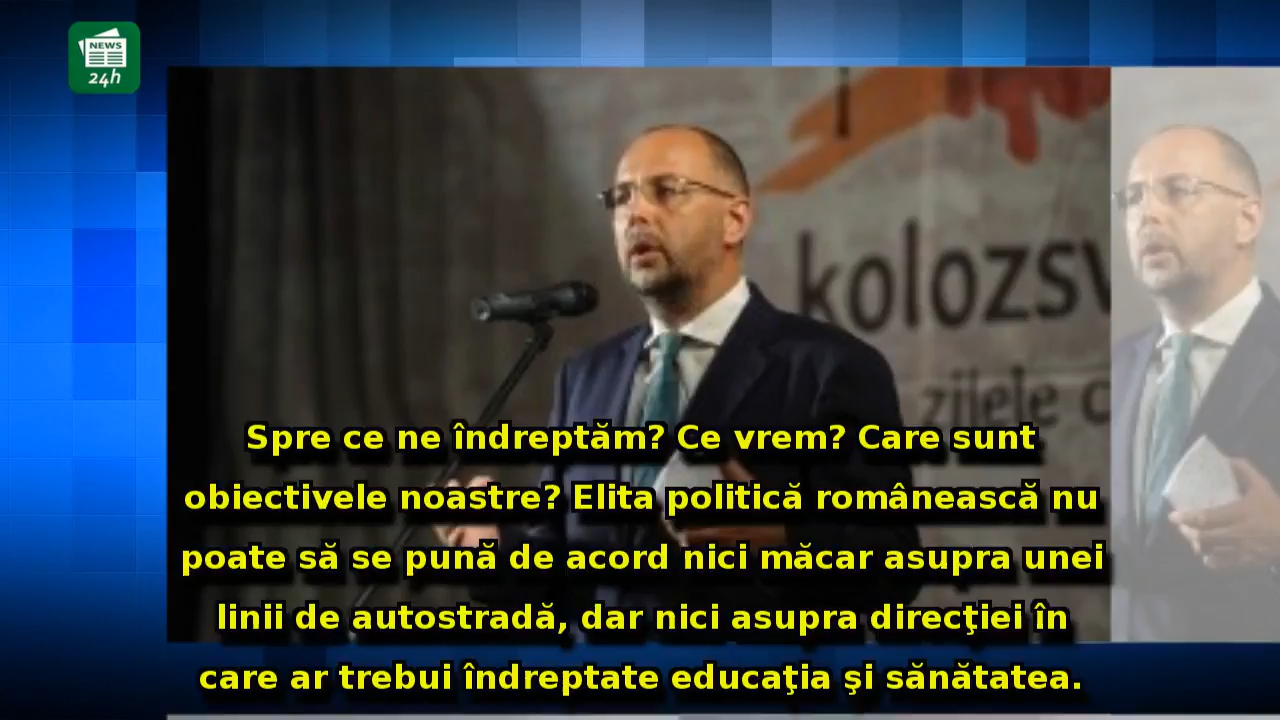 NEWS
24h
kolozsv
zilele c
Spre ce ne îndreptăm? Ce vrem? Care sunt
obiectivele noastre? Elita politică românească nu
poate să se pună de acord nici măcar asupra unei
linii de autostradă, dar nici asupra direcţiei în
care ar trebui îndreptate educaţia şi sănătatea.